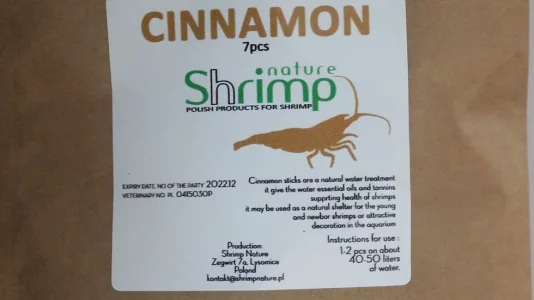 CINNAMON
7pcs
nature
Shrimp
POLISH PRODUCTS FOR SHRIMP
Cinnamon sticks are a natural water treatment
it give the water essential oils and tannins
supprting health of shrimps
it may be used as a natural shelter for the young
and newbor shrimps or attractive
decoration in the aquarium
EXPIRY DATE, NO OF THE PARTY 2022.12
VETERINARY NO. PL 0415030P
Instructions for use :
1-2 pcs on about
40-50 liters
of water.
Production:
Shrimp Nature
Zegwirt 7a, Lysomice
Poland
kontakt@shrimpnature.pl